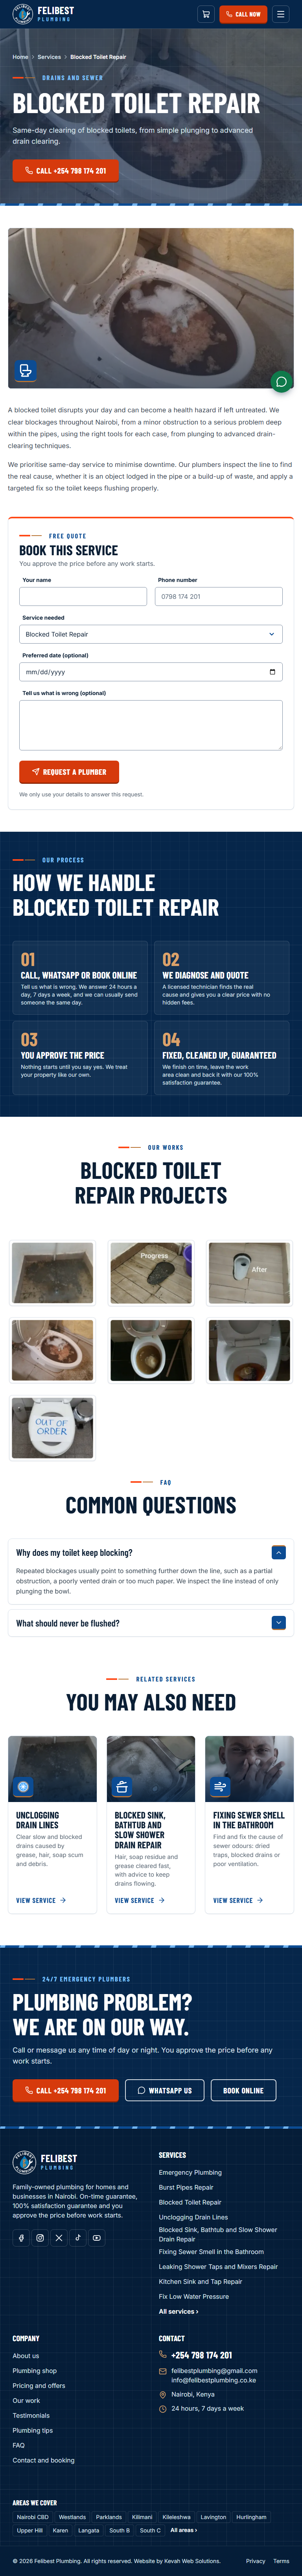 FELIBEST
PLUMBING
CALL NOW
Home > Services > Blocked Toilet Repair
DRAINS AND SEWER
BLOCKED TOILET REPAIR
Same-day clearing of blocked toilets, from simple plunging to advanced
drain clearing.
CALL +254 798 174 201
A blocked toilet disrupts your day and can become a health hazard if left untreated. We
clear blockages throughout Nairobi, from a minor obstruction to a serious problem deep
within the pipes, using the right tools for each case, from plunging to advanced drain-
clearing techniques.
We prioritise same-day service to minimise downtime. Our plumbers inspect the line to find
the real cause, whether it is an object lodged in the pipe or a build-up of waste, and apply a
targeted fix so the toilet keeps flushing properly.
FREE QUOTE
BOOK THIS SERVICE
You approve the price before any work starts.
Your name
Phone number
0798 174 201
Service needed
Blocked Toilet Repair
Preferred date (optional)
mm/dd/yyyy
Tell us what is wrong (optional)
REQUEST A PLUMBER
We only use your details to answer this request.
OUR PROCESS
HOW WE HANDLE
BLOCKED TOILET REPAIR
01
CALL, WHATSAPP OR BOOK ONLINE
Tell us what is wrong. We answer 24 hours a
day, 7 days a week, and we can usually send
someone the same day.
02
WE DIAGNOSE AND QUOTE
A licensed technician finds the real
cause and gives you a clear price with no
hidden fees.
03
YOU APPROVE THE PRICE
Nothing starts until you say yes. We treat
your property like our own.
04
FIXED, CLEANED UP, GUARANTEED
We finish on time, leave the work
area clean and back it with our 100%
satisfaction guarantee.
OUR WORKS
BLOCKED TOILET
REPAIR PROJECTS
Progress
After
OUT OF
ORDER
FAQ
COMMON QUESTIONS
Why does my toilet keep blocking?
Repeated blockages usually point to something further down the line, such as a partial
obstruction, a poorly vented drain or too much paper. We inspect the line instead of only
plunging the bowl.
What should never be flushed?
RELATED SERVICES
YOU MAY ALSO NEED
UNCLOGGING
DRAIN LINES
Clear slow and blocked
drains caused by
grease, hair, soap scum
and debris.
VIEW SERVICE
BLOCKED SINK,
BATHTUB AND
SLOW SHOWER
DRAIN REPAIR
Hair, soap residue and
grease cleared fast,
with advice to keep
drains flowing.
VIEW SERVICE
FIXING SEWER SMELL
IN THE BATHROOM
Find and fix the cause of
sewer odours: dried
traps, blocked drains or
poor ventilation.
VIEW SERVICE
24/7 EMERGENCY PLUMBERS
PLUMBING PROBLEM?
WE ARE ON OUR WAY.
Call or message us any time of day or night. You approve the price before any
work starts.
CALL +254 798 174 201
WHATSAPP US
BOOK ONLINE
FELIBEST
PLUMBING
Family-owned plumbing for homes and
businesses in Nairobi. On-time guarantee,
100% satisfaction guarantee and you
approve the price before work starts.
SERVICES
Emergency Plumbing
Burst Pipes Repair
Blocked Toilet Repair
Unclogging Drain Lines
Blocked Sink, Bathtub and Slow Shower
Drain Repair
Fixing Sewer Smell in the Bathroom
Leaking Shower Taps and Mixers Repair
Kitchen Sink and Tap Repair
Fix Low Water Pressure
All services ›
COMPANY
About us
Plumbing shop
Pricing and offers
Our work
Testimonials
Plumbing tips
FAQ
Contact and booking
CONTACT
+254 798 174 201
felibestplumbing@gmail.com
info@felibestplumbing.co.ke
Nairobi, Kenya
24 hours, 7 days a week
AREAS WE COVER
Nairobi CBD Westlands Parklands Kilimani Kileleshwa Lavington Hurlingham
Upper Hill Karen Langata South B South C All areas ›
© 2026 Felibest Plumbing. All rights reserved. Website by Kevah Web Solutions.
Privacy Terms